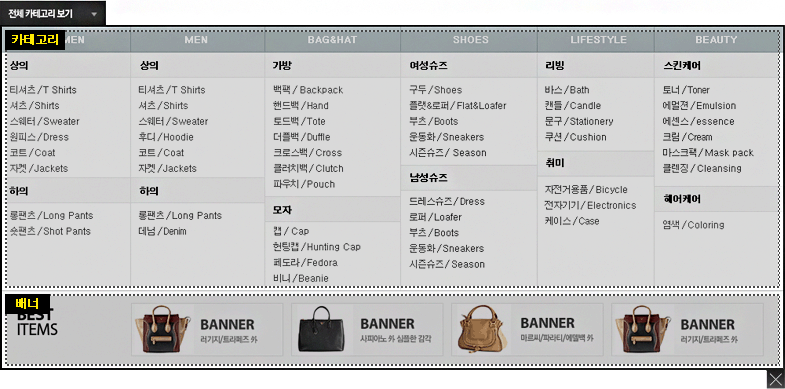 전체 카테고리 보기
카테고리
MEN
MEN
BAG&HAT
SHOES
LIFESTYLE
BEAUTY
상의
티셔츠/T Shirts
셔츠/Shirts
스웨터/Sweater
원피스/Dress
코트/Coat
자켓/Jackets
하의
롱팬츠/Long Pants
숏팬츠/Shot Pants
상의
티셔츠/T Shirts
셔츠/Shirts
스웨터/Sweater
후디/Hoodie
코트/Coat
자켓/Jackets
하의
롱팬츠/Long Pants
데님/Denim
가방
백팩/Backpack
핸드백/Hand
토드백/Tote
더플백/Duffle
크로스백/Cross
클러치백/Clutch
파우치/Pouch
모자
캡/Cap
헌팅캡/Hunting Cap
페도라/Fedora
비니/Beanie
여성슈즈
구두/Shoes
플랫&로퍼/Flat&Loafer
부츠/Boots
운동화/Sneakers
시즌슈즈/ Season
남성슈즈
드레스슈즈/Dress
로퍼/Loafer
부츠/Boots
운동화/Sneakers
시즌슈즈/ Season
리빙
바스/Bath
캔들/Candle
문구/Stationery
쿠션/Cushion
취미
자전거용품/Bicycle
전자기기/Electronics
케이스/Case
스킨케어
토너/Toner
에멀젼/Emulsion
에센스/essence
크림/Cream
마스크팩/Mask pack
클렌징/Cleansing
헤어케어
염색/Coloring
배너
BEST
ITEMS
BANNER
러기지/트리페즈 外
BANNER
사피아노 外 심플한 감각
BANNER
마르씨/파라티/에델백 外
BANNER
러기지/트리페즈 外